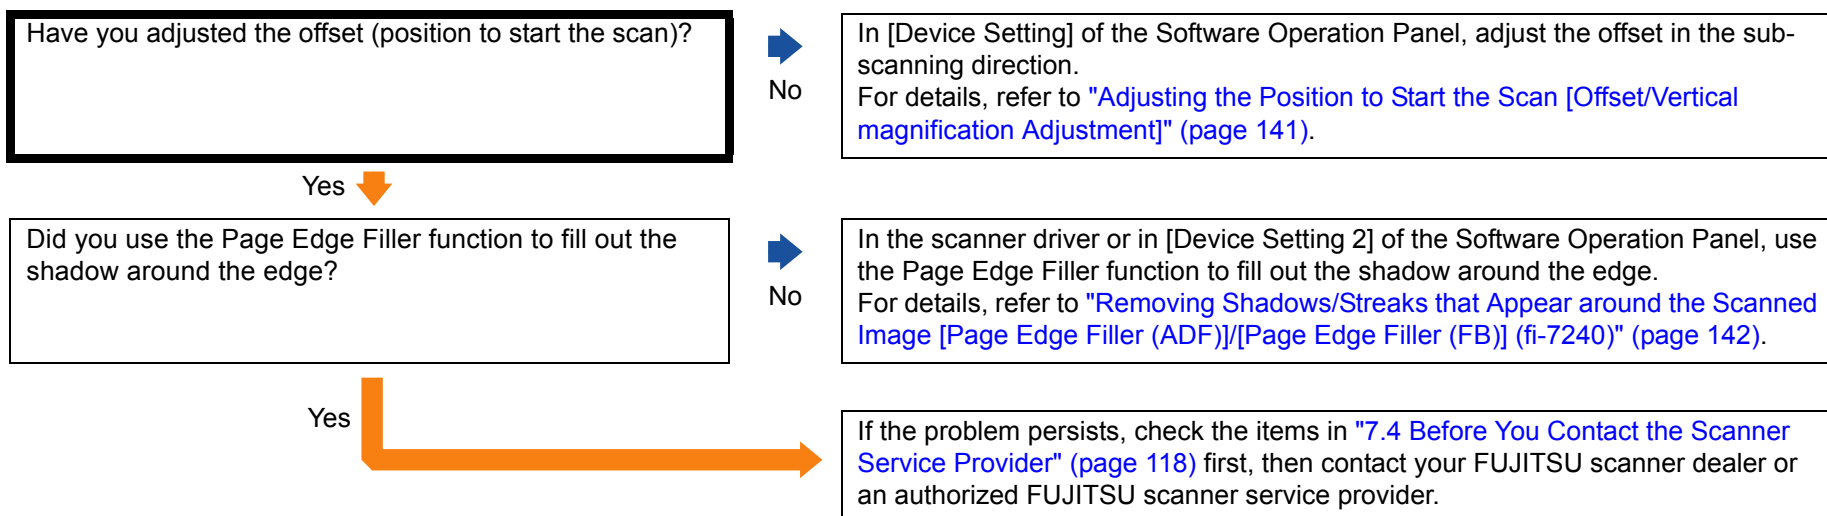 Have you adjusted the offset (position to start the scan)?
No
In [Device Setting] of the Software Operation Panel, adjust the offset in the sub-
scanning direction.
For details, refer to "Adjusting the Position to Start the Scan [Offset/Vertical
magnification Adjustment]" (page 141).
Yes
Did you use the Page Edge Filler function to fill out the
shadow around the edge?
No
In the scanner driver or in [Device Setting 2] of the Software Operation Panel, use
the Page Edge Filler function to fill out the shadow around the edge.
For details, refer to "Removing Shadows/Streaks that Appear around the Scanned
Image [Page Edge Filler (ADF)]/[Page Edge Filler (FB)] (fi-7240)" (page 142).
Yes
If the problem persists, check the items in "7.4 Before You Contact the Scanner
Service Provider" (page 118) first, then contact your FUJITSU scanner dealer or
an authorized FUJITSU scanner service provider.